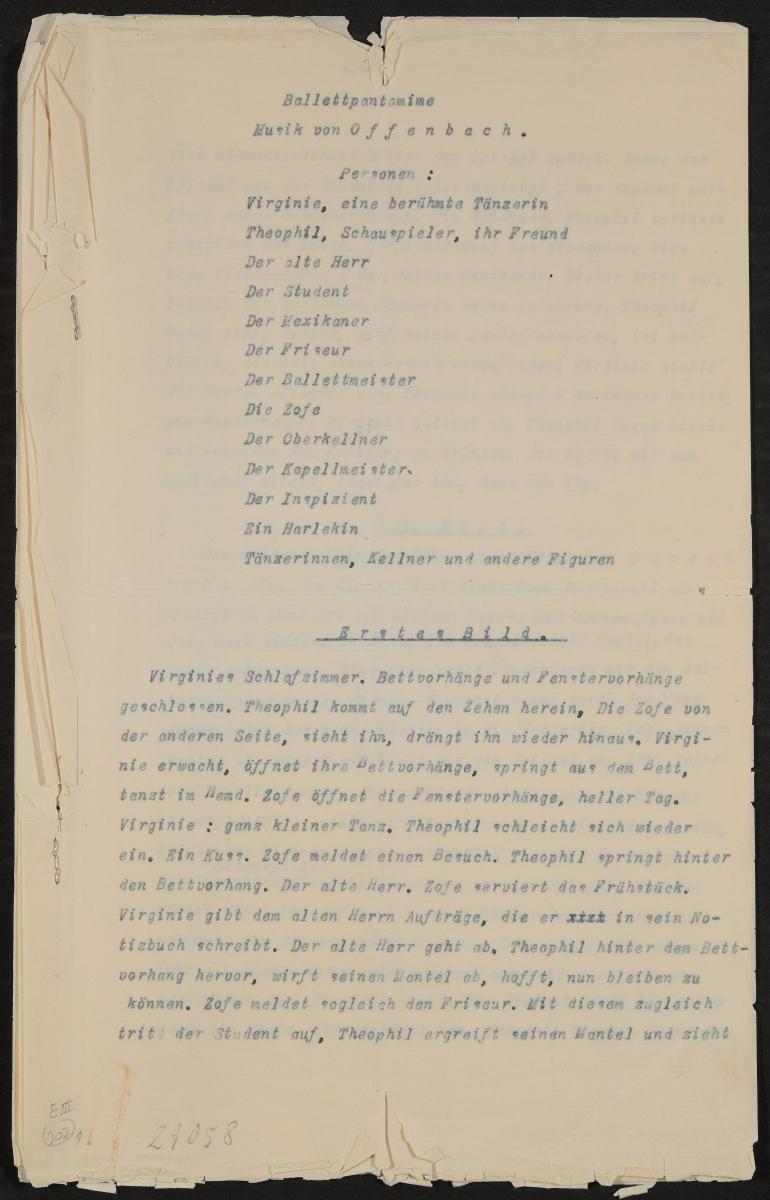 Ballettpantomime
Musik von O f f e n b a c h .
Personen :
Virginie, eine berühmte Tänzerin
Theophil, Schauspieler, ihr Freund
Der alte Herr
Der Student
Der Mexikaner
Der Friseur
Der Ballettmeister
Die Zofe
Der Oberkellner
Der Kapellmeister.
Der Inspizient
Ein Harlekin
Tänzerinnen, Kellner und andere Figuren
E r s t e s B i l d .
Virginies Schlafzimmer. Bettvorhänge und Fenstervorhänge
geschlossen. Theophil kommt auf den Zehen herein, Die Zofe von
der anderen Seite, sieht ihn, drängt ihn wieder hinaus. Virgi-
nie erwacht, öffnet ihre Bettvorhänge, springt aus dem Bett,
tanzt im Hemd. Zofe öffnet die Fenstervorhänge, heller Tag.
Virginie : ganz kleiner Tanz. Theophil schleicht sich wieder
ein. Ein Kuss. Zofe meldet einen Besuch. Theophil springt hinter
den Bettvorhang. Der alte Herr. Zofe serviert das Frühstück.
Virginie gibt dem alten Herrn Aufträge, die er xixt in sein No-
tizbuch schreibt. Der alte Herr geht ab. Theophil hinter dem Bett-
vorhang hervor, wirft seinen Mantel ab, hofft, nun bleiben zu
können. Zofe meldet sogleich den Friseur. Mit diesem zugleich
tritt der Student auf, Theophil ergreift seinen Mantel und zieht
E III
29058